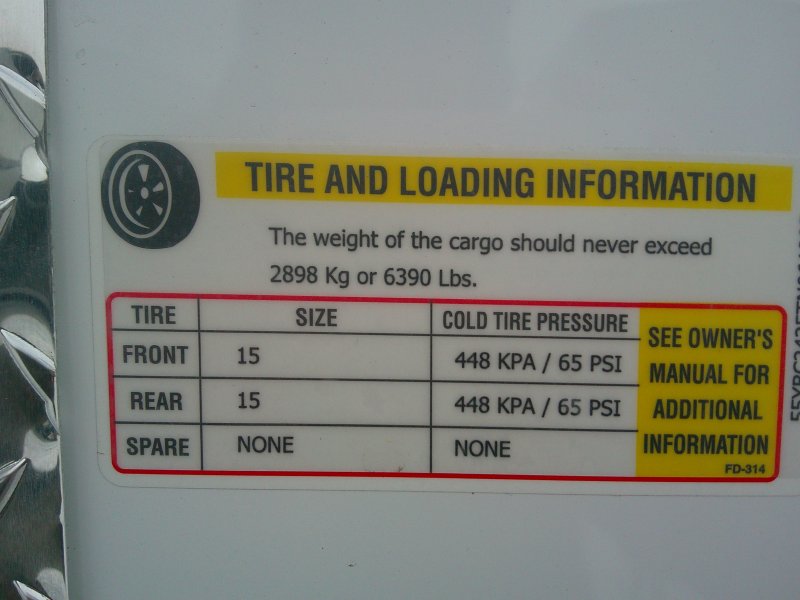 TIRE AND LOADING INFORMATION
The weight of the cargo should never exceed
2898 Kg or 6390 Lbs.
TIRE SIZE COLD TIRE PRESSURE
FRONT 15 448 KPA / 65 PSI
REAR 15 448 KPA / 65 PSI
SPARE NONE NONE
SEE OWNER'S
MANUAL FOR
ADDITIONAL
INFORMATION
FD-314